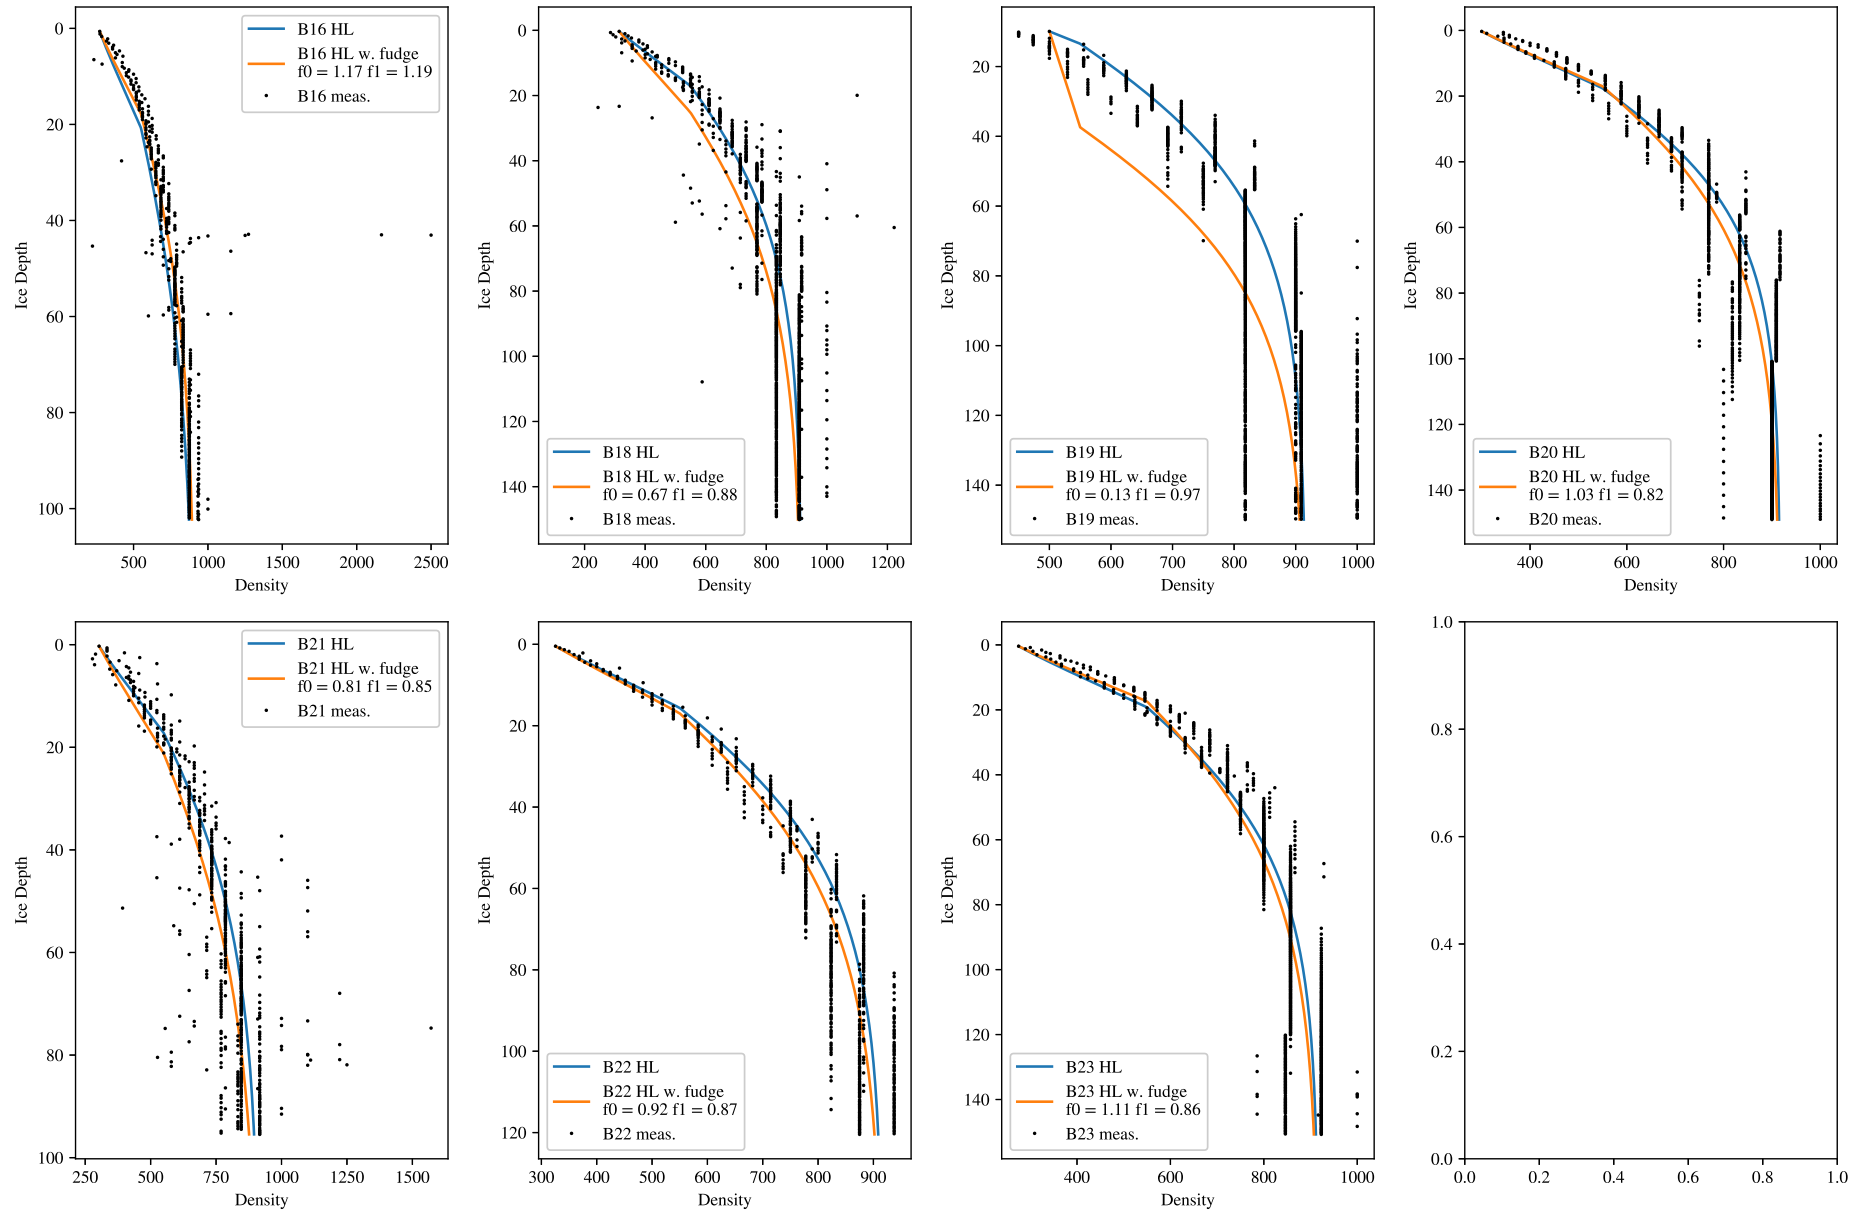 B16 HL
B16 HL w. fudge
f0 = 1.17 f1 = 1.19
B16 meas.
0
20
40
60
80
100
Ice Depth
500
1000
1500
2000
2500
Density
B18 HL
B18 HL w. fudge
f0 = 0.67 f1 = 0.88
B18 meas.
0
20
40
60
80
100
120
140
Ice Depth
200
400
600
800
1000
1200
Density
B19 HL
B19 HL w. fudge
f0 = 0.13 f1 = 0.97
B19 meas.
20
40
60
80
100
120
140
Ice Depth
500
600
700
800
900
1000
Density
B20 HL
B20 HL w. fudge
f0 = 1.03 f1 = 0.82
B20 meas.
0
20
40
60
80
100
120
140
Ice Depth
400
600
800
1000
Density
B21 HL
B21 HL w. fudge
f0 = 0.81 f1 = 0.85
B21 meas.
0
20
40
60
80
100
Ice Depth
250
500
750
1000
1250
1500
Density
B22 HL
B22 HL w. fudge
f0 = 0.92 f1 = 0.87
B22 meas.
0
20
40
60
80
100
120
Ice Depth
300
400
500
600
700
800
900
Density
B23 HL
B23 HL w. fudge
f0 = 1.11 f1 = 0.86
B23 meas.
0
20
40
60
80
100
120
140
Ice Depth
400
600
800
1000
Density
1.0
0.8
0.6
0.4
0.2
0.0
0.0
0.2
0.4
0.6
0.8
1.0